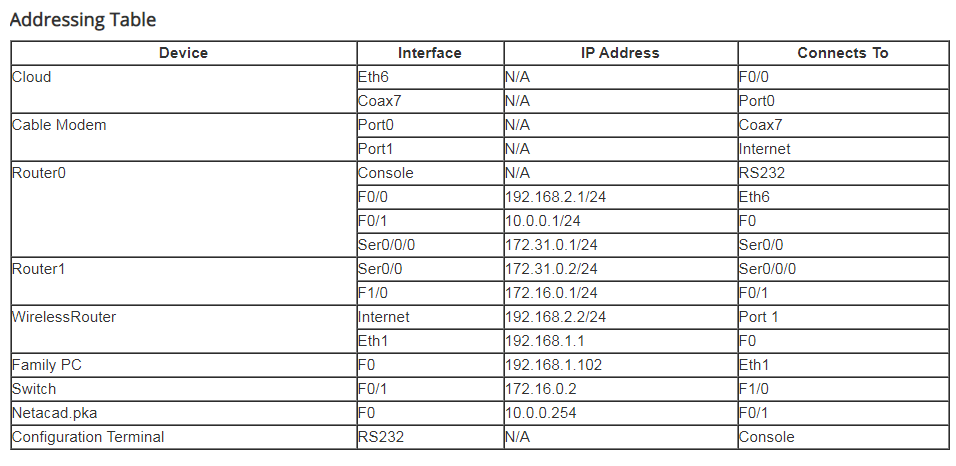 Addressing Table
Device Interface IP Address Connects To
Cloud Eth6 N/A F0/0
Coax7 N/A Port0
Cable Modem Port0 N/A Coax7
Port1 N/A Internet
Router0 Console N/A RS232
F0/0 192.168.2.1/24 Eth6
F0/1 10.0.0.1/24 F0
Ser0/0/0 172.31.0.1/24 Ser0/0
Router1 Ser0/0 172.31.0.2/24 Ser0/0/0
F1/0 172.16.0.1/24 F0/1
WirelessRouter Internet 192.168.2.2/24 Port 1
Eth1 192.168.1.1 F0
Family PC F0 192.168.1.102 Eth1
Switch F0/1 172.16.0.2 F1/0
Netacad.pka F0 10.0.0.254 F0/1
Configuration Terminal RS232 N/A Console